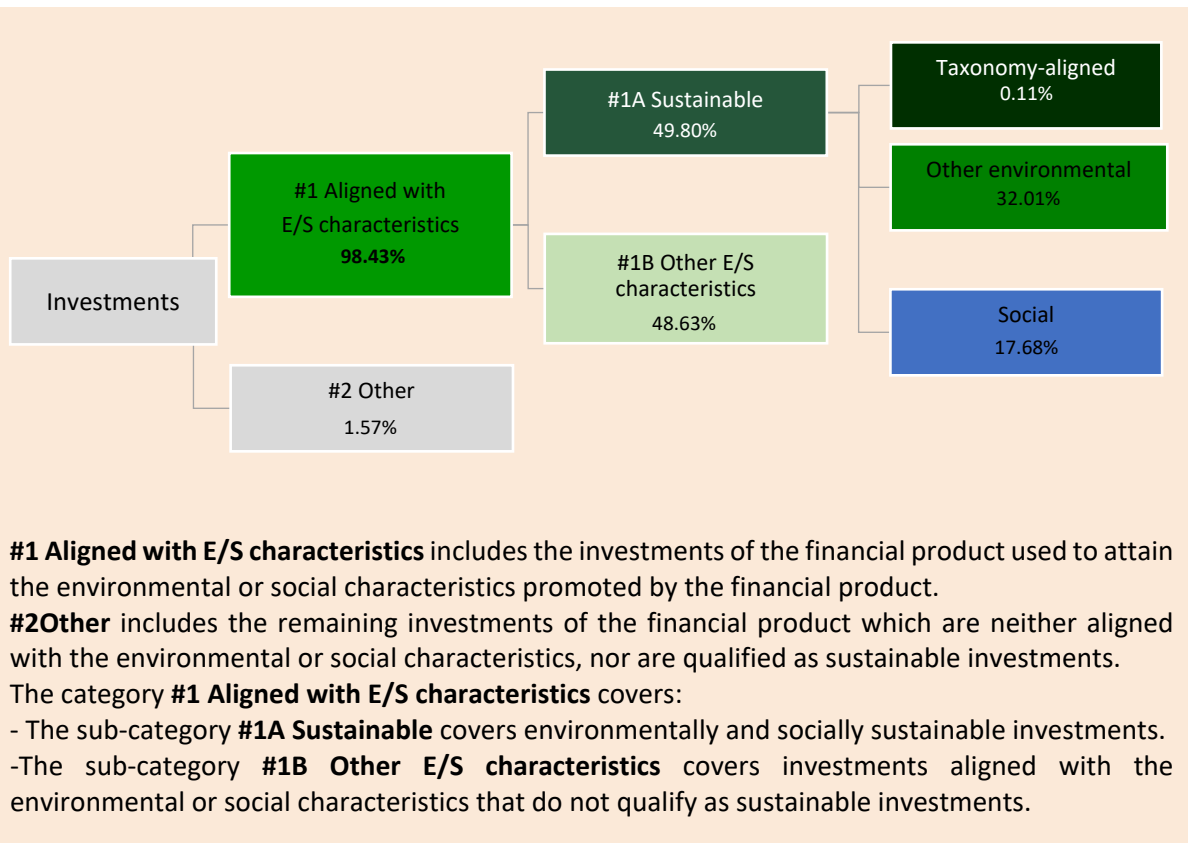 Taxonomy-aligned
0.11%
#1A Sustainable
49.80%
Other environmental
32.01%
#1 Aligned with
E/S characteristics
98.43%
#1B Other E/S
characteristics
48.63%
Investments
Social
17.68%
#2 Other
1.57%
#1 Aligned with E/S characteristics includes the investments of the financial product used to attain
the environmental or social characteristics promoted by the financial product.
#2Other includes the remaining investments of the financial product which are neither aligned
with the environmental or social characteristics, nor are qualified as sustainable investments.
The category #1 Aligned with E/S characteristics covers:
- The sub-category #1A Sustainable covers environmentally and socially sustainable investments.
-The sub-category #1B Other E/S characteristics covers investments aligned with the
environmental or social characteristics that do not qualify as sustainable investments.